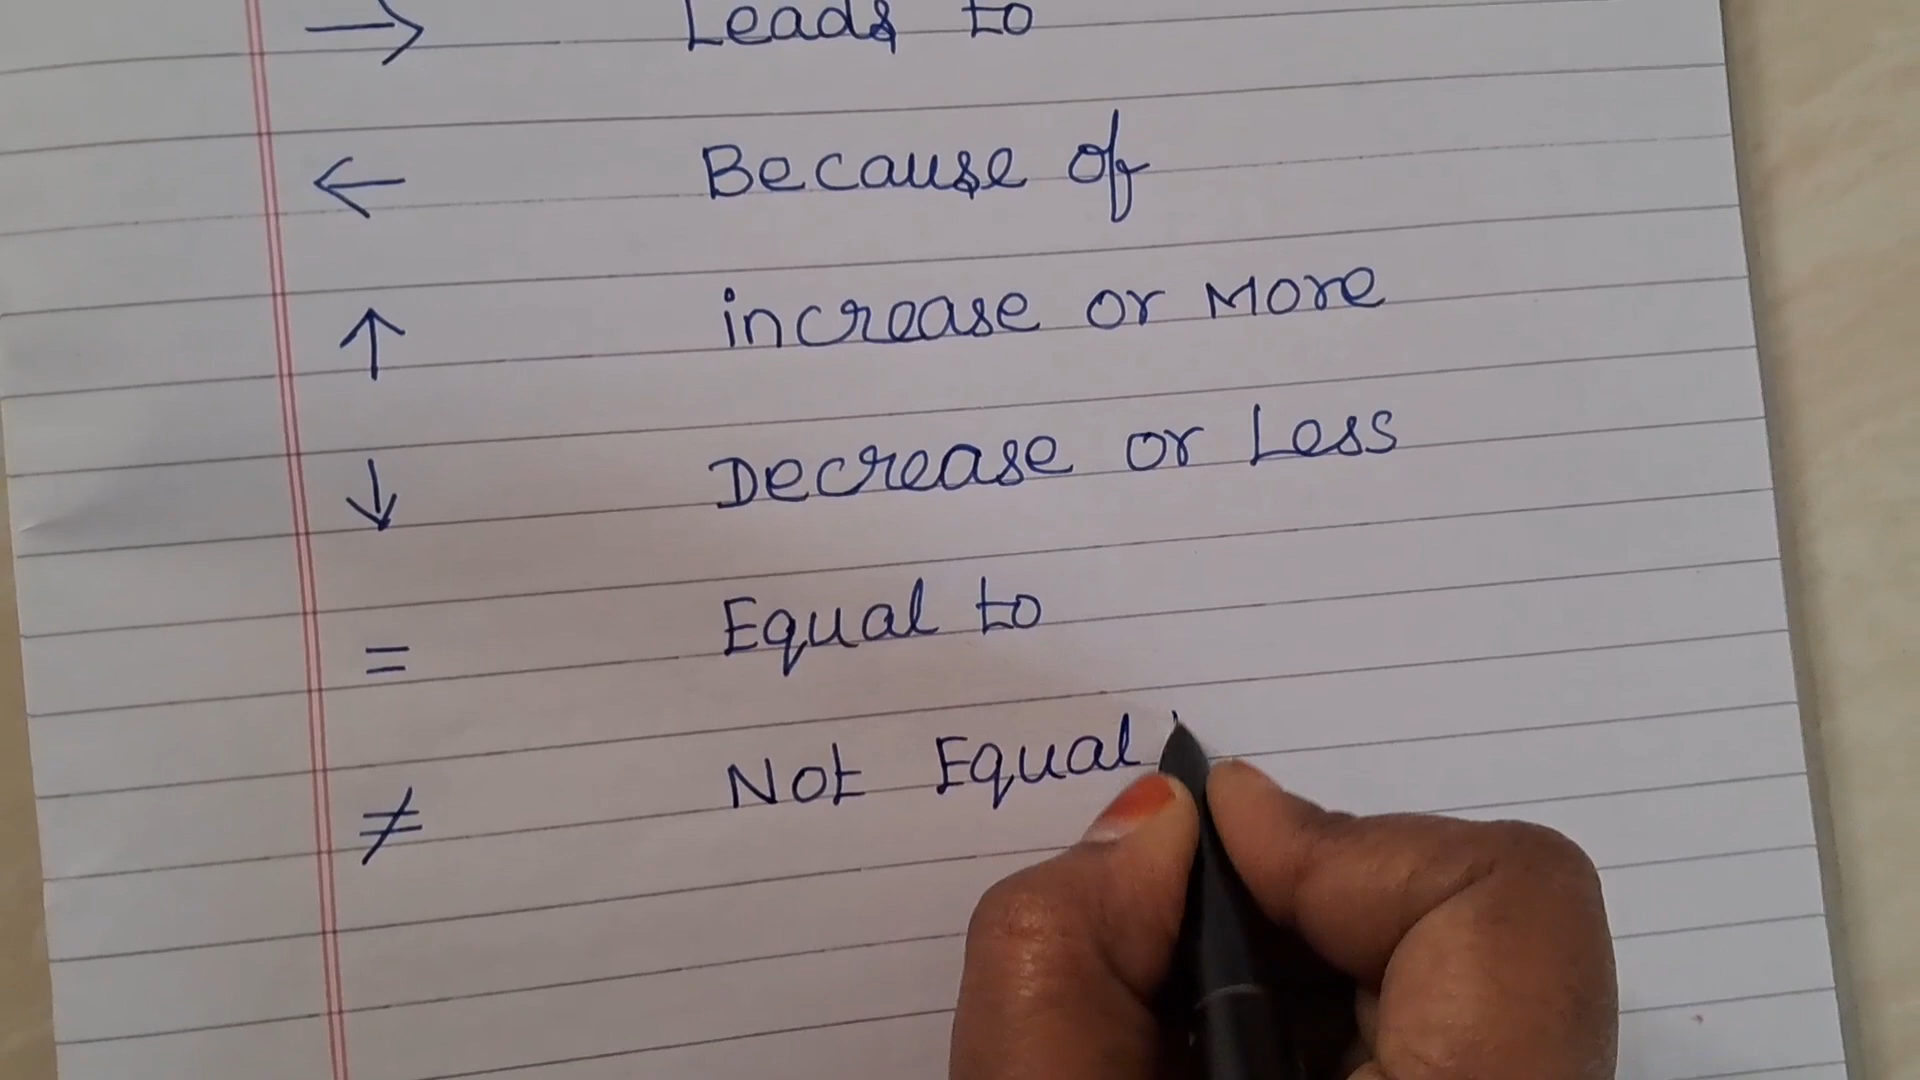 → Leads to
← Because of
↑ increase or More
↓ Decrease or Less
= Equal to
≠ Not Equal